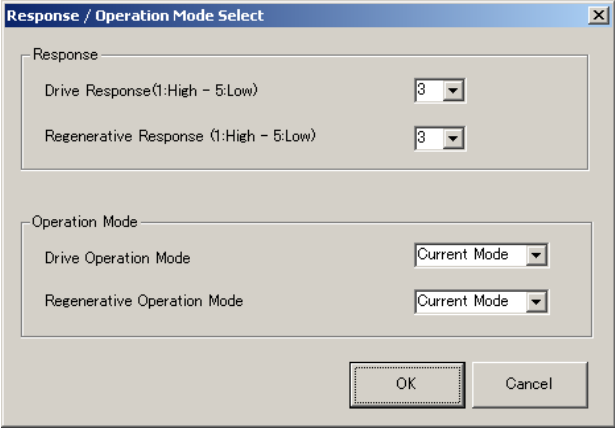 Response / Operation Mode Select
Response
Drive Response(1:High - 5:Low) 3
Regenerative Response (1:High - 5:Low) 3
Operation Mode
Drive Operation Mode Current Mode
Regenerative Operation Mode Current Mode
OK Cancel